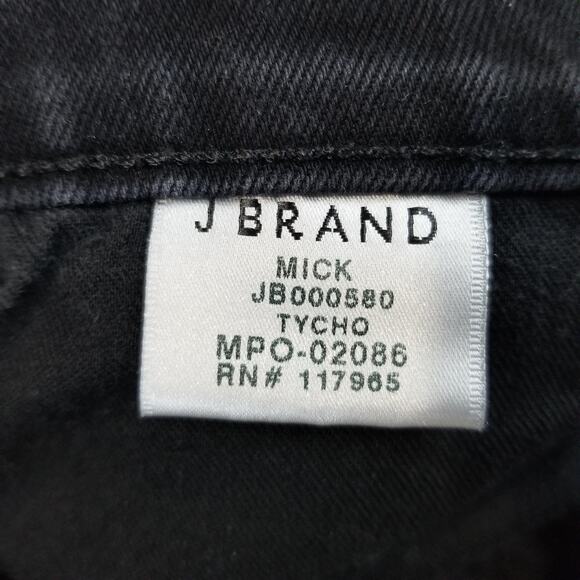 J BRAND
MICK
JB000580
TYCHO
MPO-02086
RN# 117965